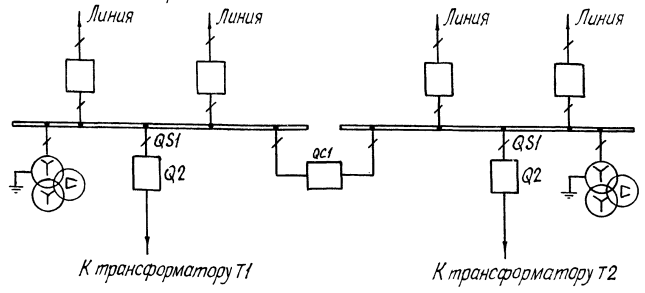 Линия
Линия
Линия
Линия
QS1
Q2
QC1
QS1
Q2
К трансформатору Т1
К трансформатору Т2